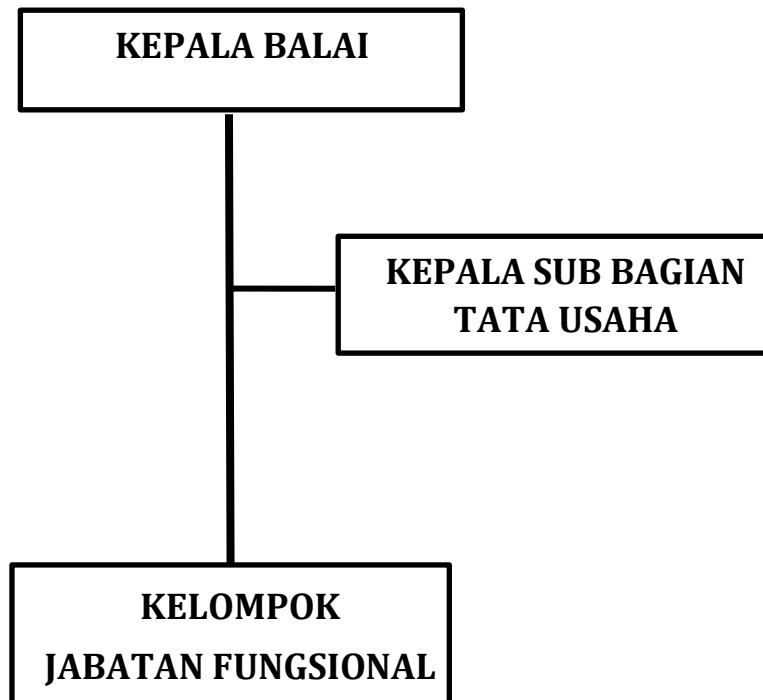 KEPALA BALAI
KEPALA SUB BAGIAN
TATA USAHA
KELOMPOK
JABATAN FUNGSIONAL